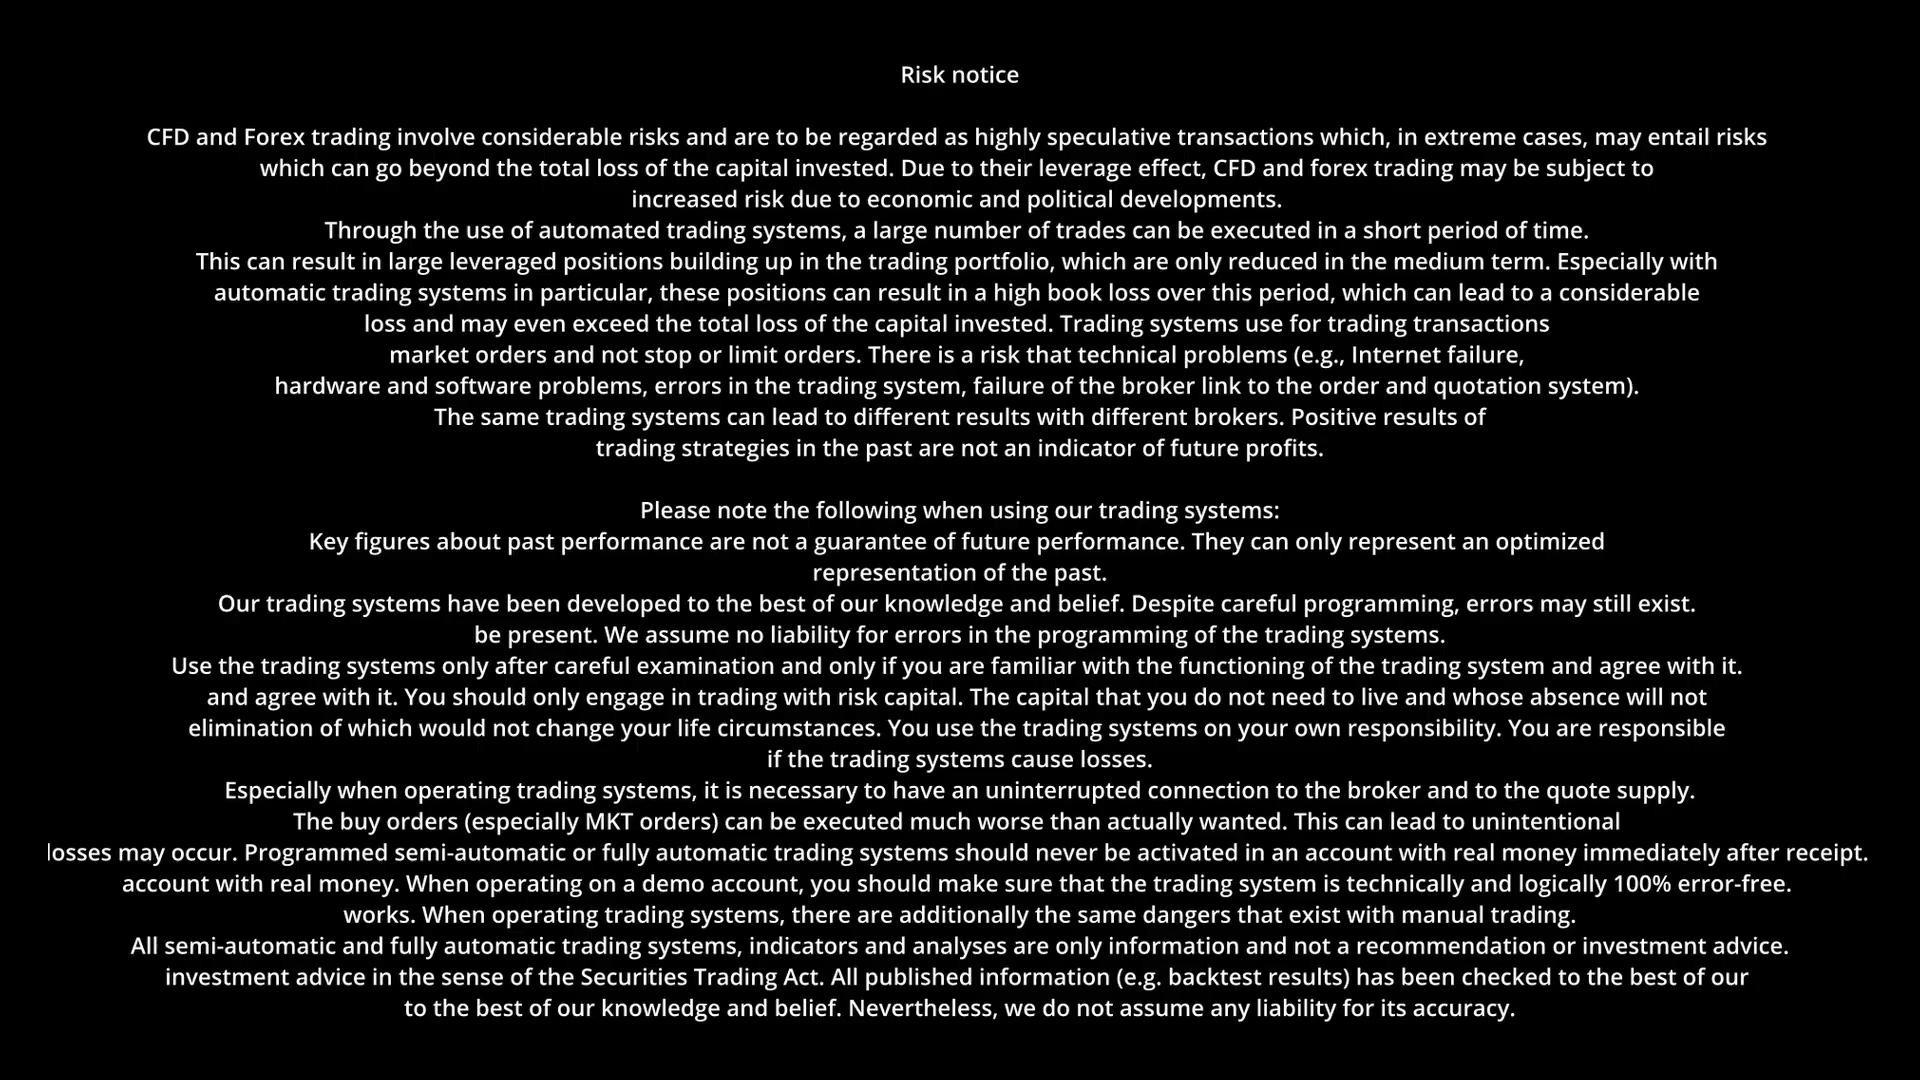 Risk notice
CFD and Forex trading involve considerable risks and are to be regarded as highly speculative transactions which, in extreme cases, may entail risks
which can go beyond the total loss of the capital invested. Due to their leverage effect, CFD and forex trading may be subject to
increased risk due to economic and political developments.
Through the use of automated trading systems, a large number of trades can be executed in a short period of time.
This can result in large leveraged positions building up in the trading portfolio, which are only reduced in the medium term. Especially with
automatic trading systems in particular, these positions can result in a high book loss over this period, which can lead to a considerable
loss and may even exceed the total loss of the capital invested. Trading systems use for trading transactions
market orders and not stop or limit orders. There is a risk that technical problems (e.g., Internet failure,
hardware and software problems, errors in the trading system, failure of the broker link to the order and quotation system).
The same trading systems can lead to different results with different brokers. Positive results of
trading strategies in the past are not an indicator of future profits.
Please note the following when using our trading systems:
Key figures about past performance are not a guarantee of future performance. They can only represent an optimized
representation of the past.
Our trading systems have been developed to the best of our knowledge and belief. Despite careful programming, errors may still exist.
be present. We assume no liability for errors in the programming of the trading systems.
Use the trading systems only after careful examination and only if you are familiar with the functioning of the trading system and agree with it.
and agree with it. You should only engage in trading with risk capital. The capital that you do not need to live and whose absence will not
elimination of which would not change your life circumstances. You use the trading systems on your own responsibility. You are responsible
if the trading systems cause losses.
Especially when operating trading systems, it is necessary to have an uninterrupted connection to the broker and to the quote supply.
The buy orders (especially MKT orders) can be executed much worse than actually wanted. This can lead to unintentional
losses may occur. Programmed semi-automatic or fully automatic trading systems should never be activated in an account with real money immediately after receipt.
account with real money. When operating on a demo account, you should make sure that the trading system is technically and logically 100% error-free.
works. When operating trading systems, there are additionally the same dangers that exist with manual trading.
All semi-automatic and fully automatic trading systems, indicators and analyses are only information and not a recommendation or investment advice.
investment advice in the sense of the Securities Trading Act. All published information (e.g. backtest results) has been checked to the best of our
to the best of our knowledge and belief. Nevertheless, we do not assume any liability for its accuracy.